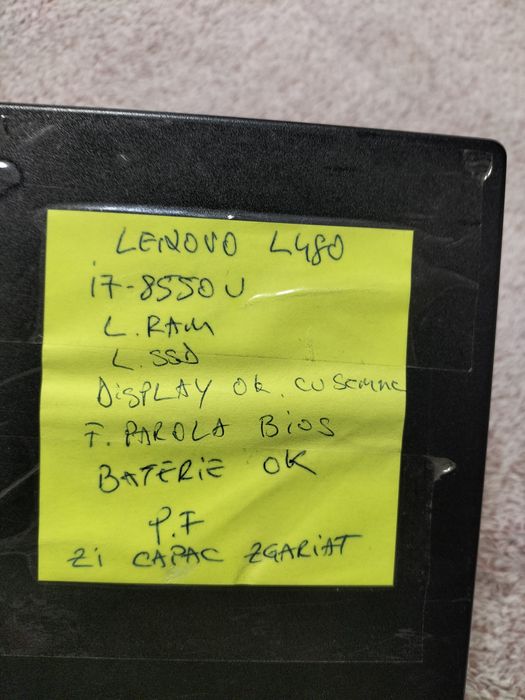 LENOVO L480
i7-8550U
L.RAM
L.SSD
DiSPLAY OK. CU SEMNE
F. PAROLA BiOS
BATERiE OK
P.F
Zi CAPAC ZGARiAT